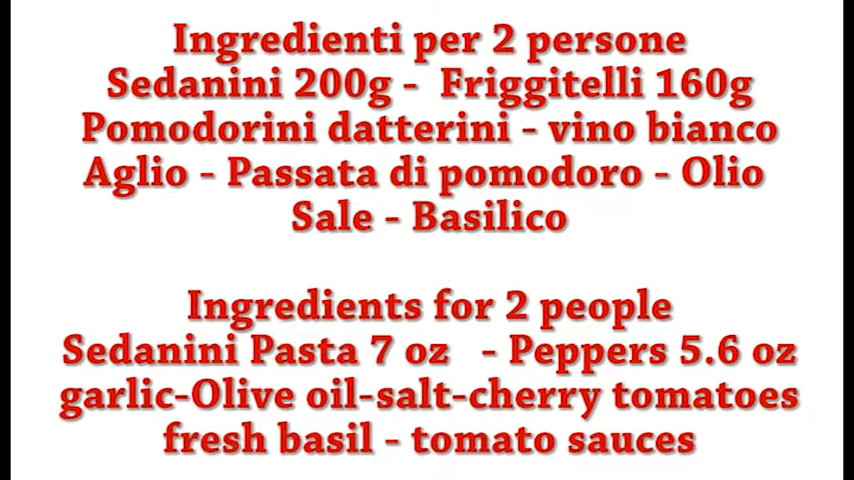 Ingredienti per 2 persone
Sedanini 200g - Friggitelli 160g
Pomodorini datterini - vino bianco
Aglio - Passata di pomodoro - Olio
Sale - Basilico
Ingredients for 2 people
Sedanini Pasta 7 oz - Peppers 5.6 oz
garlic-Olive oil-salt-cherry tomatoes
fresh basil - tomato sauces